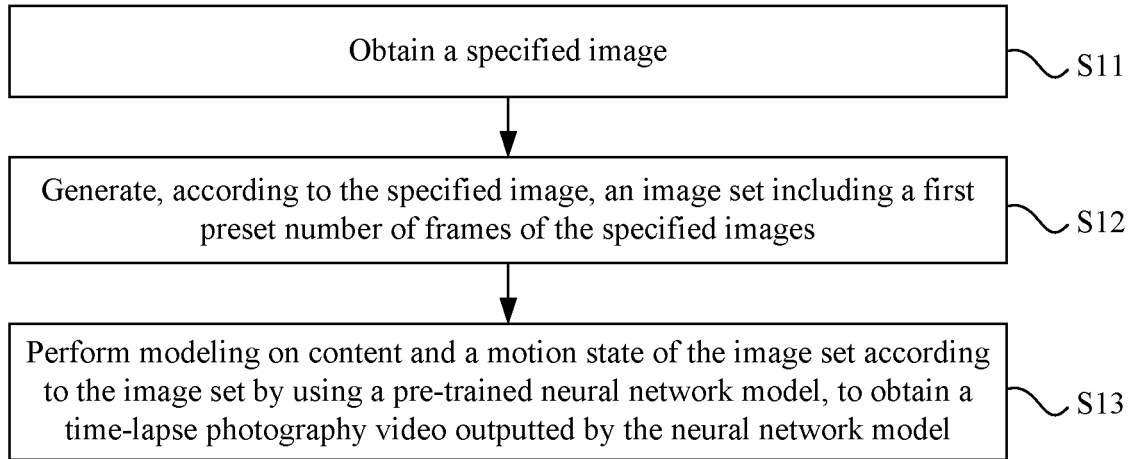 Obtain a specified image
S11
Generate, according to the specified image, an image set including a first
preset number of frames of the specified images
S12
Perform modeling on content and a motion state of the image set according
to the image set by using a pre-trained neural network model, to obtain a
time-lapse photography video outputted by the neural network model
S13